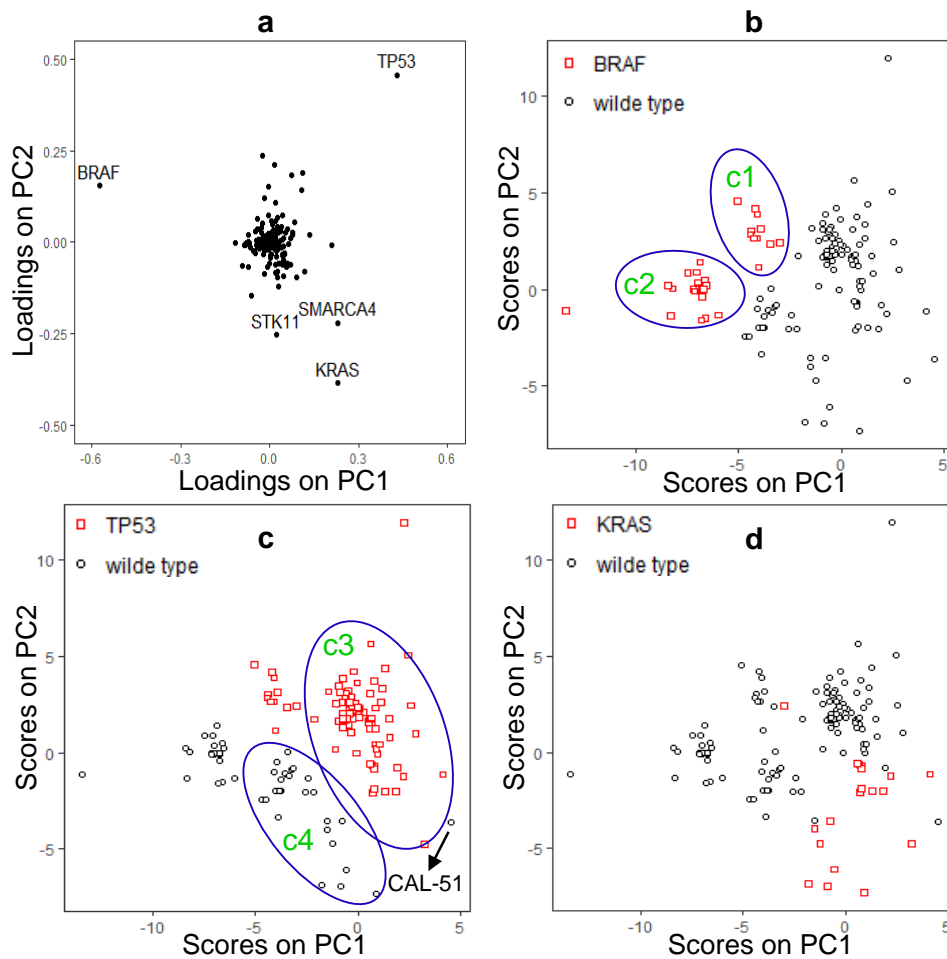 a
0.50
0.25
0.00
-0.25
-0.50
-0.6
-0.3
0.0
0.3
0.6
Loadings on PC2
Loadings on PC1
TP53
BRAF
SMARCA4
STK11
KRAS
b
BRAF
wilde type
c1
c2
10
5
0
-5
-10
-5
0
5
Scores on PC2
Scores on PC1
c
TP53
wilde type
c3
c4
CAL-51
10
5
0
-5
-10
-5
0
5
Scores on PC2
Scores on PC1
d
KRAS
wilde type
10
5
0
-5
-10
-5
0
5
Scores on PC2
Scores on PC1